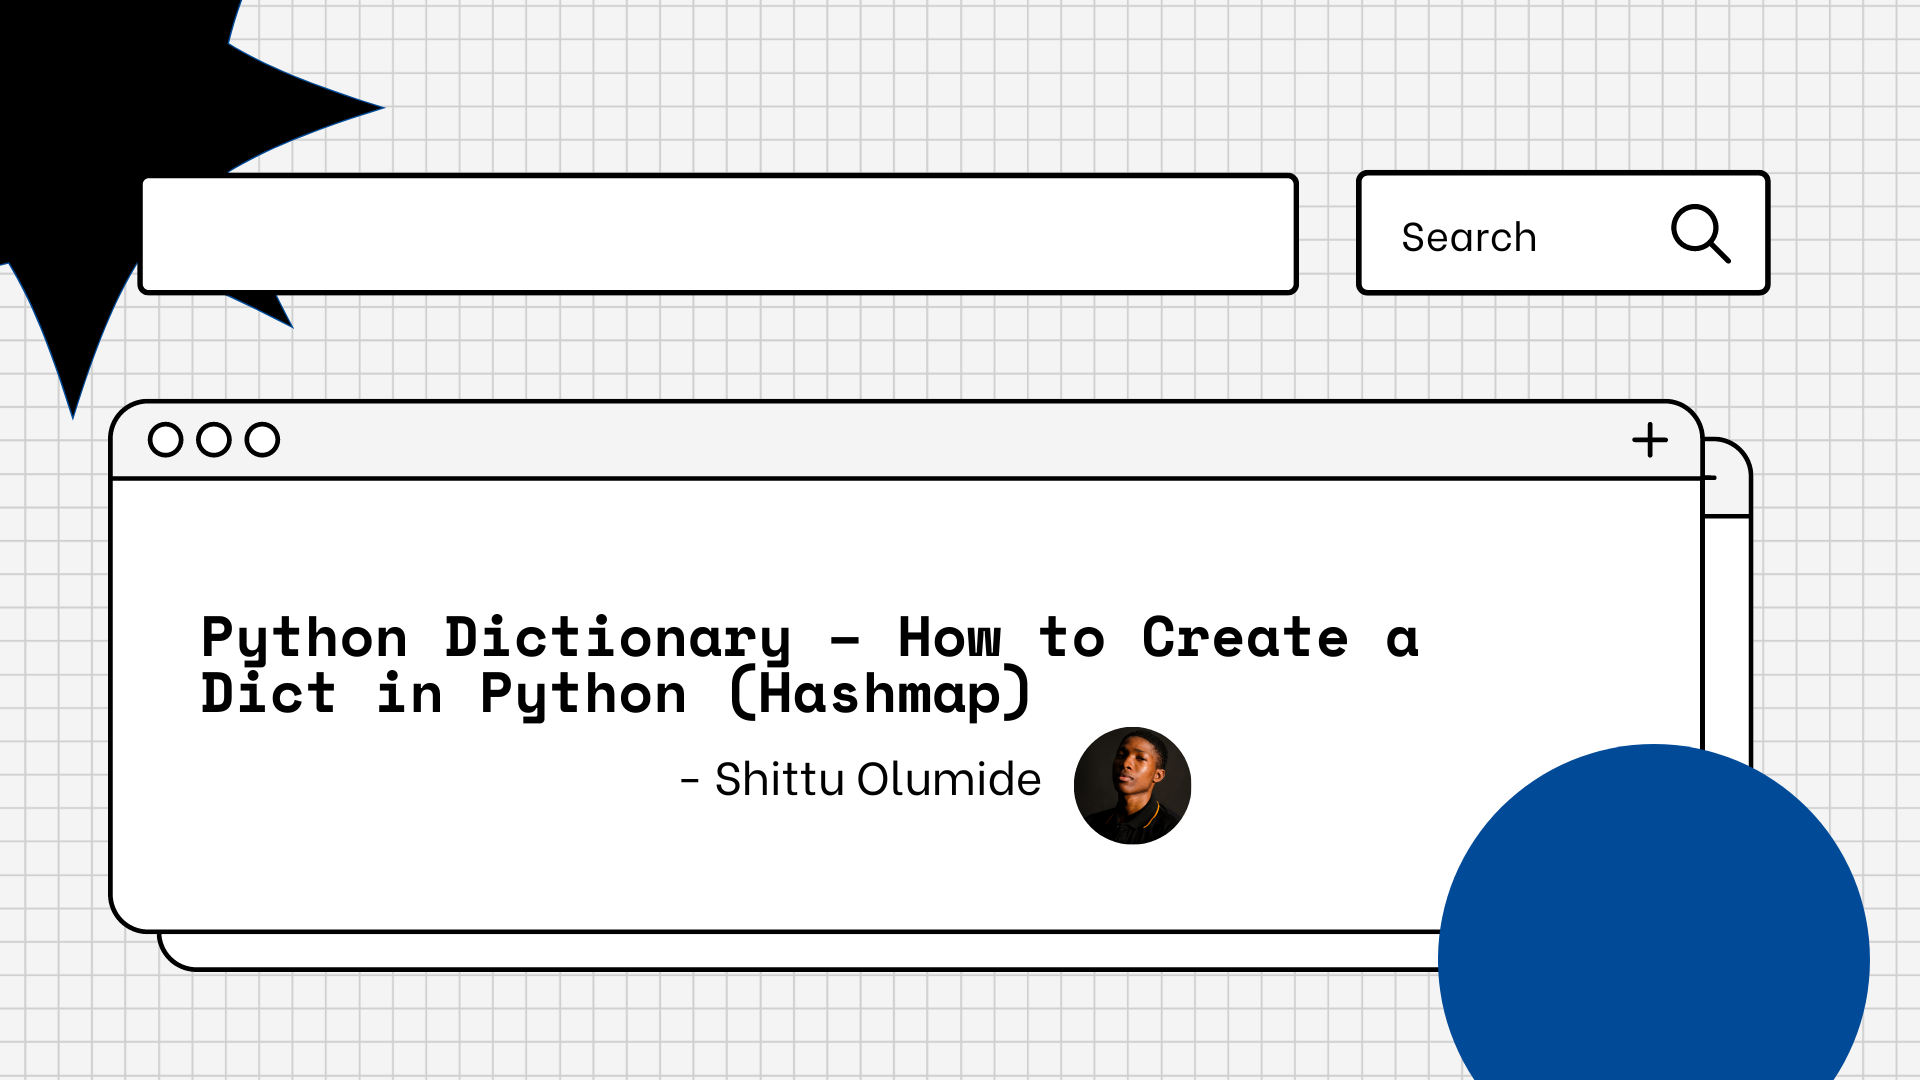 Search
Python Dictionary – How to Create a
Dict in Python (Hashmap)
- Shittu Olumide